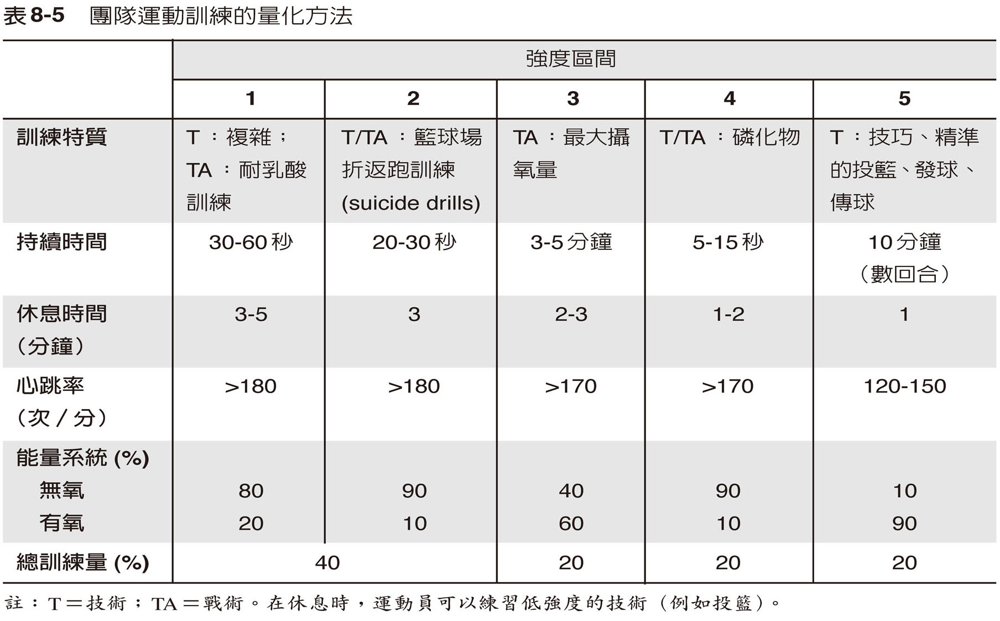 表8-5 團隊運動訓練的量化方法
強度區間
1 2 3 4 5
訓練特質 T：複雜； T/TA：籃球場 TA：最大攝 T/TA：磷化物 T：技巧、精準
TA：耐乳酸 折返跑訓練 氧量 的投籃、發球、
訓練 (suicide drills) 傳球
持續時間 30-60秒 20-30秒 3-5分鐘 5-15秒 10分鐘
（數回合）
休息時間 3-5 3 2-3 1-2 1
（分鐘）
心跳率 >180 >180 >170 >170 120-150
（次／分）
能量系統(%)
無氧 80 90 40 90 10
有氧 20 10 60 10 90
總訓練量(%) 40 20 20 20
註：T＝技術；TA＝戰術。在休息時，運動員可以練習低強度的技術（例如投籃）。